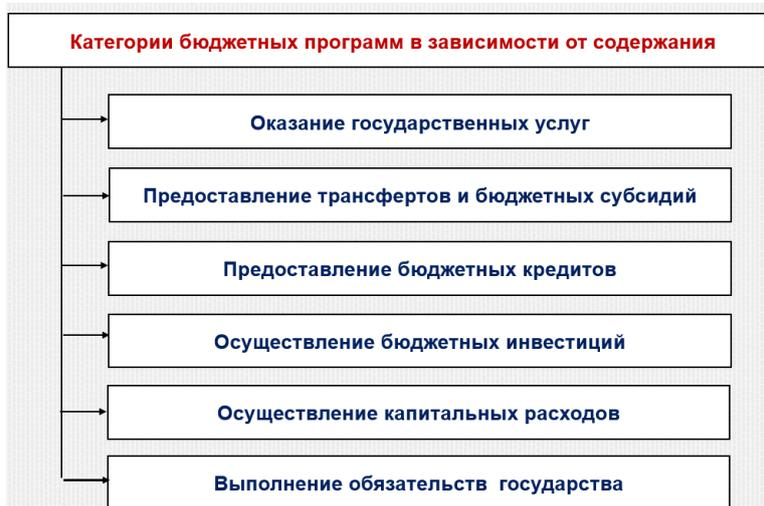 Категории бюджетных программ в зависимости от содержания
Оказание государственных услуг
Предоставление трансфертов и бюджетных субсидий
Предоставление бюджетных кредитов
Осуществление бюджетных инвестиций
Осуществление капитальных расходов
Выполнение обязательств  государства